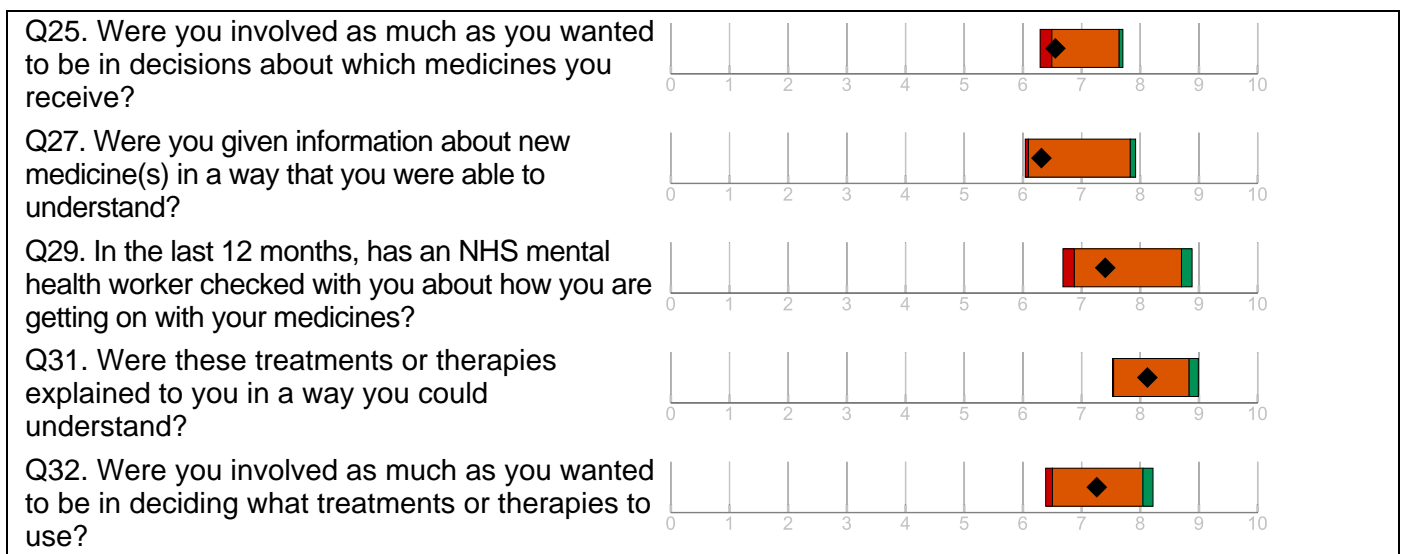 Q25. Were you involved as much as you wanted
to be in decisions about which medicines you
receive?
0 1 2 3 4 5 6 7 8 9 10
Q27. Were you given information about new
medicine(s) in a way that you were able to
understand?
0 1 2 3 4 5 6 7 8 9 10
Q29. In the last 12 months, has an NHS mental
health worker checked with you about how you are
getting on with your medicines?
0 1 2 3 4 5 6 7 8 9 10
Q31. Were these treatments or therapies
explained to you in a way you could
understand?
0 1 2 3 4 5 6 7 8 9 10
Q32. Were you involved as much as you wanted
to be in deciding what treatments or therapies to
use?
0 1 2 3 4 5 6 7 8 9 10